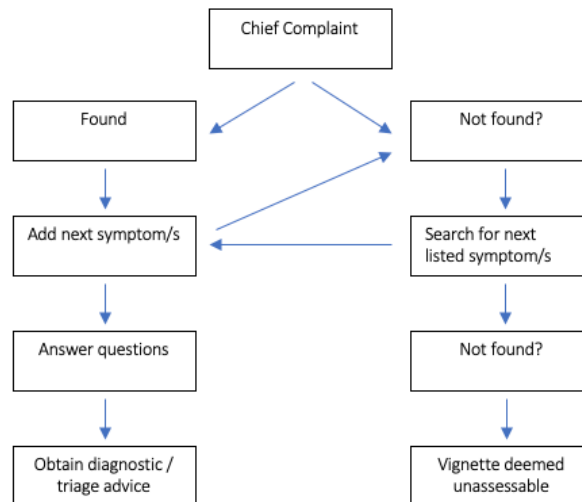 Chief Complaint
Found
Not found?
Add next symptom/s
Search for next
listed symptom/s
Answer questions
Not found?
Obtain diagnostic /
triage advice
Vignette deemed
unassessable